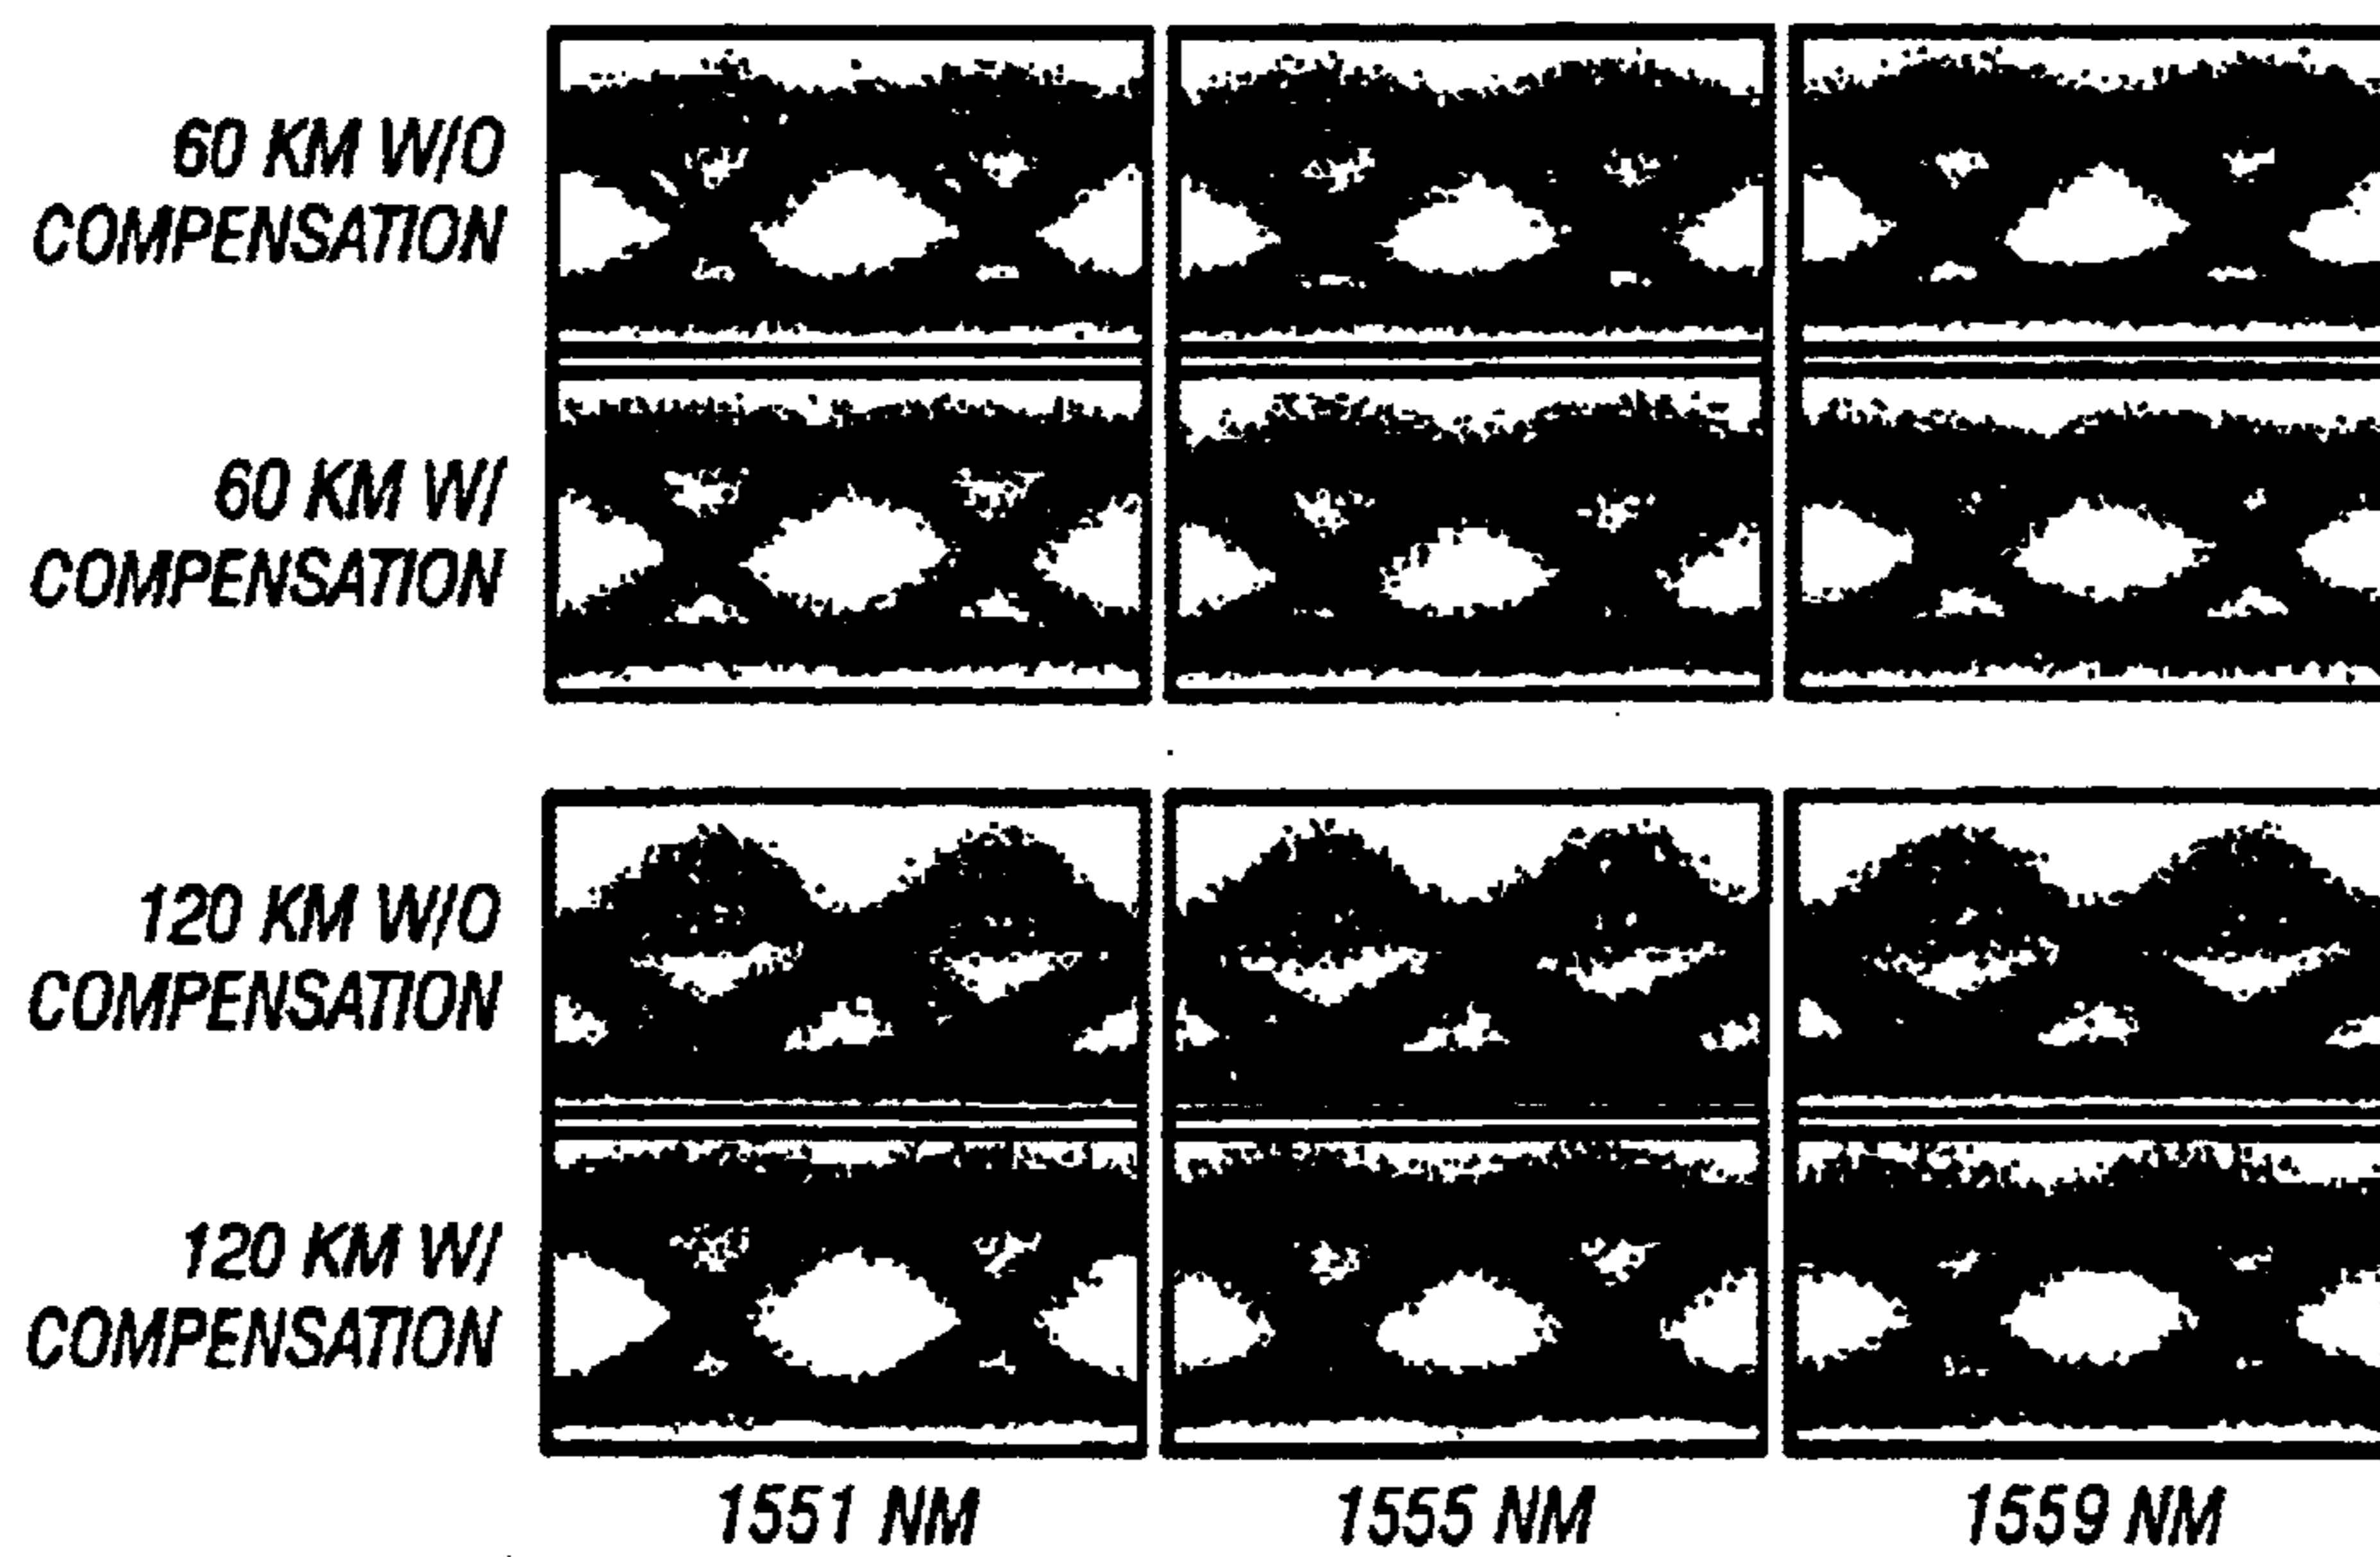 60 KM W/O
COMPENSATION
60 KM W/
COMPENSATION
120 KM W/O
COMPENSATION
120 KM W/
COMPENSATION
1551 NM
1555 NM
1559 NM